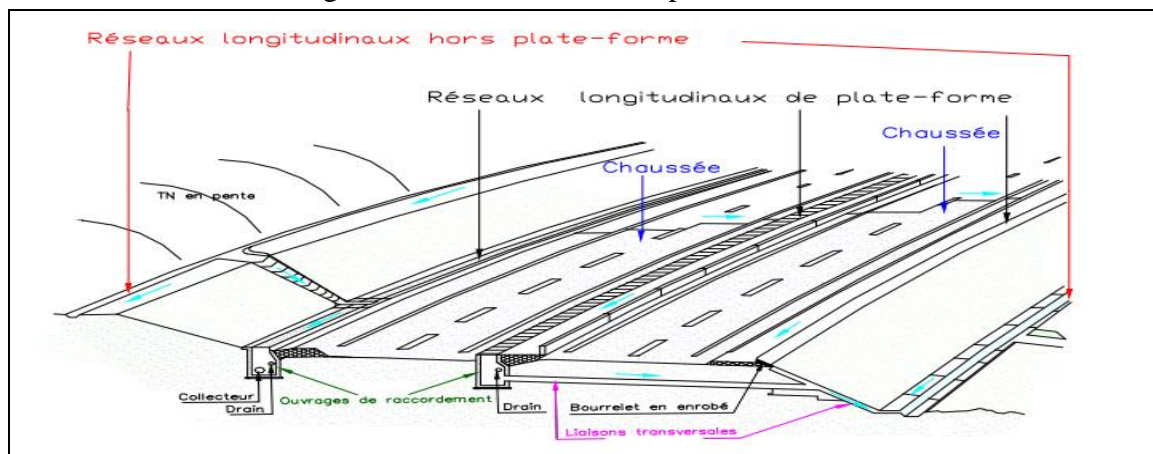 Réseaux longitudinaux hors plate-forme
Réseaux longitudinaux de plate-forme
Chaussée
Chaussée
TN en pente
Collecteur
Drain
Ouvrages de raccordement
Drain
Bourrelet en enrobé
Liaisons transversales